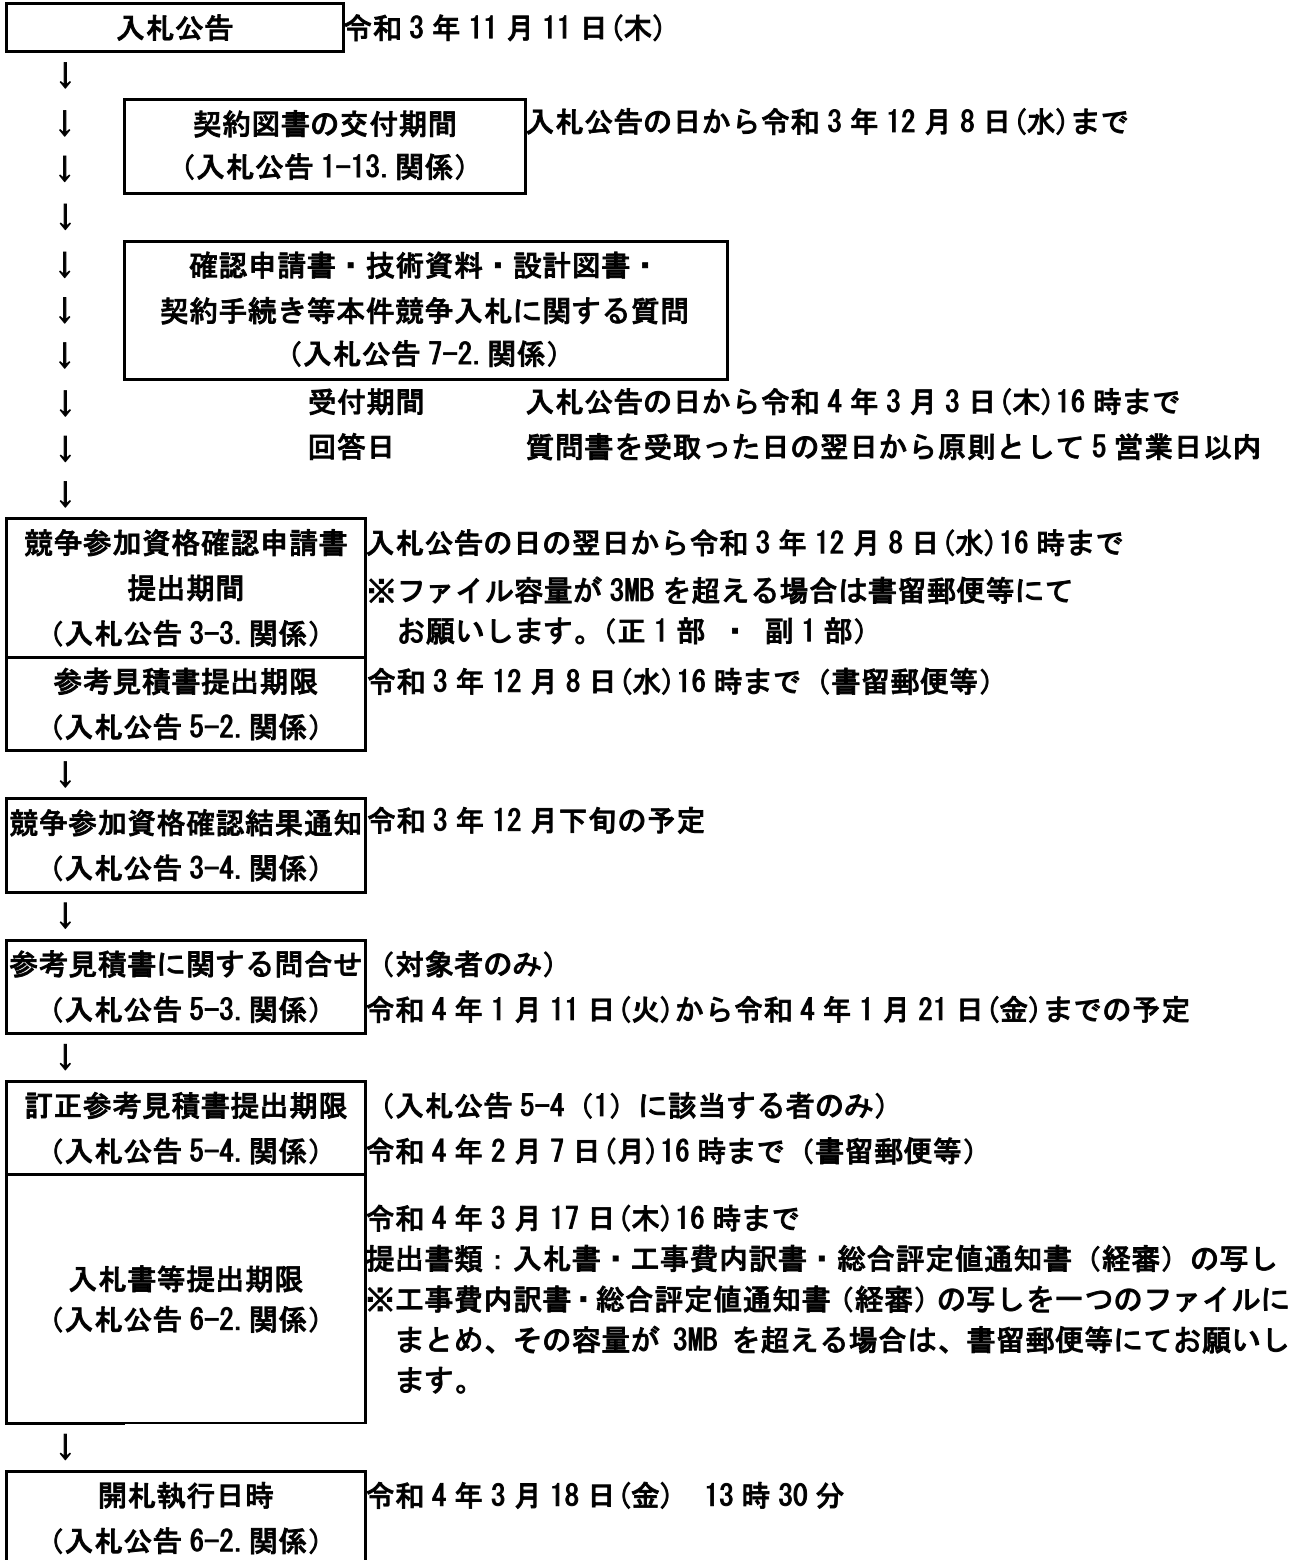 入札公告 令和3年11月11日(木)
↓
↓ 契約図書の交付期間 入札公告の日から令和3年12月8日(水)まで
↓ （入札公告1-13.関係）
↓
↓ 確認申請書・技術資料・設計図書・
↓ 契約手続き等本件競争入札に関する質問
↓ （入札公告7-2.関係）
↓ 受付期間 入札公告の日から令和4年3月3日(木)16時まで
↓ 回答日 質問書を受取った日の翌日から原則として5営業日以内
↓
競争参加資格確認申請書 入札公告の日の翌日から令和3年12月8日(水)16時まで
提出期間 ※ファイル容量が3MBを超える場合は書留郵便等にて
（入札公告3-3.関係） お願いします。（正1部 ・ 副1部）
参考見積書提出期限 令和3年12月8日(水)16時まで（書留郵便等）
（入札公告5-2.関係）
↓
競争参加資格確認結果通知 令和3年12月下旬の予定
（入札公告3-4.関係）
↓
参考見積書に関する問合せ （対象者のみ）
（入札公告5-3.関係） 令和4年1月11日(火)から令和4年1月21日(金)までの予定
↓
訂正参考見積書提出期限 （入札公告5-4（1）に該当する者のみ）
（入札公告5-4.関係） 令和4年2月7日(月)16時まで（書留郵便等）
入札書等提出期限
（入札公告6-2.関係）
令和4年3月17日(木)16時まで
提出書類：入札書・工事費内訳書・総合評定値通知書（経審）の写し
※工事費内訳書・総合評定値通知書（経審）の写しを一つのファイルに
まとめ、その容量が 3MB を超える場合は、書留郵便等にてお願いし
ます。
↓
開札執行日時 令和4年3月18日(金) 13時30分
（入札公告6-2.関係）